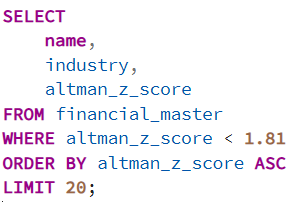 SELECT
    name,
    industry,
    altman_z_score
FROM financial_master
WHERE altman_z_score < 1.81
ORDER BY altman_z_score ASC
LIMIT 20;